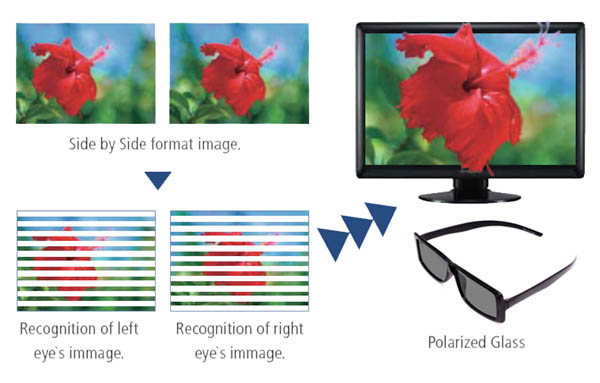 Side by Side format image.
Recognition of left
eye`s immage.
Recognition of right
eye`s immage.
Polarized Glass